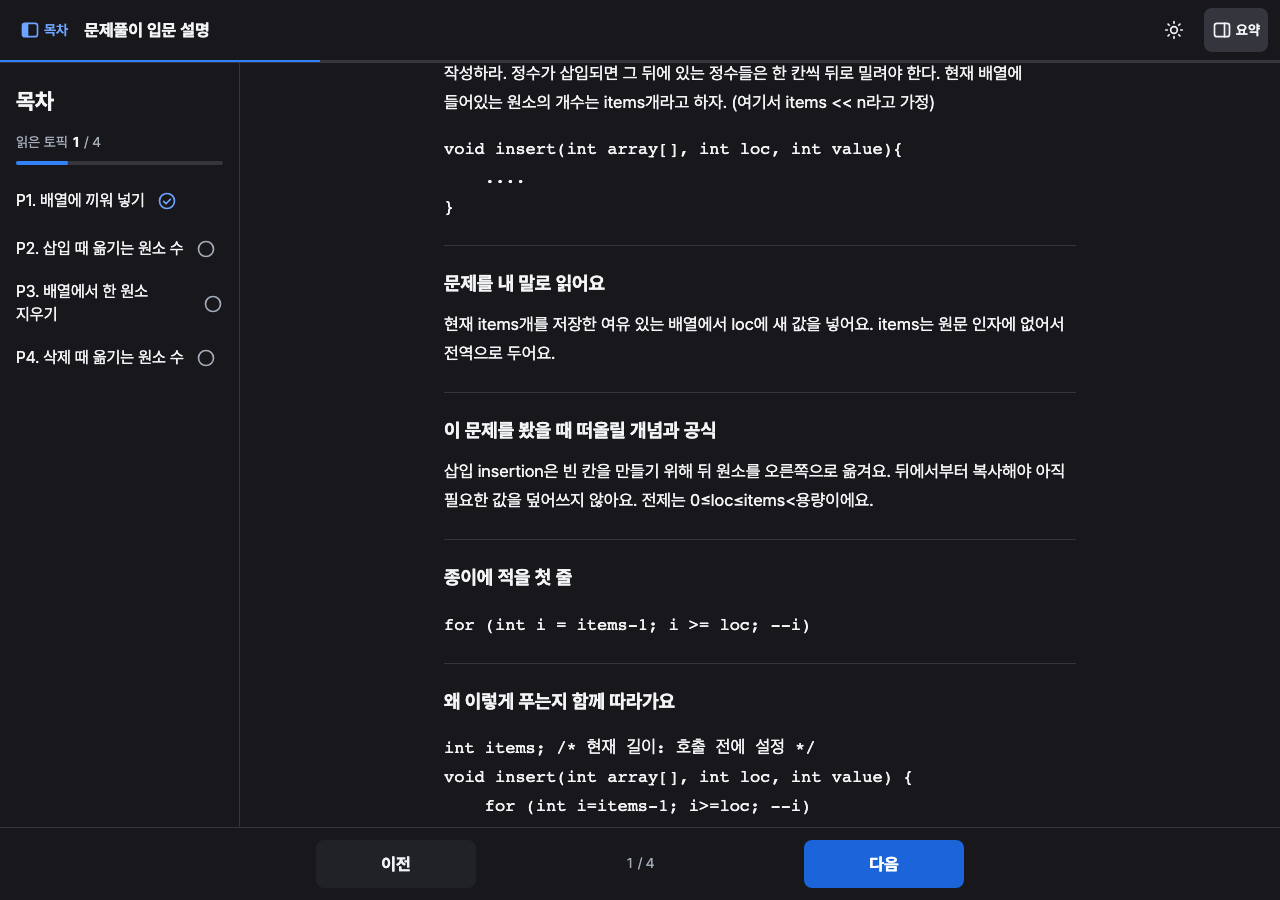 목차 문제풀이 입문 설명 요약
목차
읽은 토픽 1 / 4
P1. 배열에 끼워 넣기
P2. 삽입 때 옮기는 원소 수
P3. 배열에서 한 원소
지우기
P4. 삭제 때 옮기는 원소 수
작성하라. 정수가 삽입되면 그 뒤에 있는 정수들은 한 칸씩 뒤로 밀려야 한다. 현재 배열에
들어있는 원소의 개수는 items개라고 하자. (여기서 items << n라고 가정)
void insert(int array[], int loc, int value){
    ....
}
문제를 내 말로 읽어요
현재 items개를 저장한 여유 있는 배열에서 loc에 새 값을 넣어요. items는 원문 인자에 없어서
전역으로 두어요.
이 문제를 봤을 때 떠올릴 개념과 공식
삽입 insertion은 빈 칸을 만들기 위해 뒤 원소를 오른쪽으로 옮겨요. 뒤에서부터 복사해야 아직
필요한 값을 덮어쓰지 않아요. 전제는 0≤loc≤items<용량이에요.
종이에 적을 첫 줄
for (int i = items-1; i >= loc; --i)
왜 이렇게 푸는지 함께 따라가요
int items; /* 현재 길이: 호출 전에 설정 */
void insert(int array[], int loc, int value) {
    for (int i=items-1; i>=loc; --i)
이전 1 / 4 다음